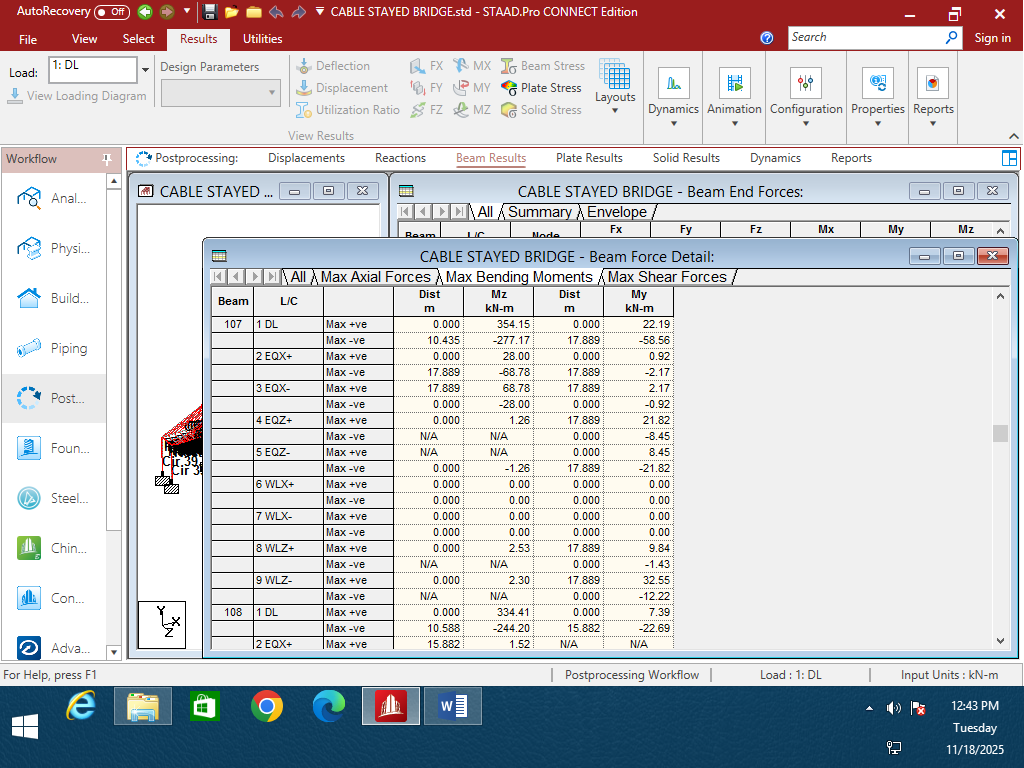 AutoRecovery Off CABLE STAYED BRIDGE.std - STAAD.Pro CONNECT Edition
File View Select Results Utilities Search Sign in
Load: 1: DL Design Parameters
View Loading Diagram
Deflection FX MX Beam Stress
Displacement FY MY Plate Stress
Utilization Ratio FZ MZ Solid Stress
View Results
Layouts Dynamics Animation Configuration Properties Reports
Workflow Postprocessing: Displacements Reactions Beam Results Plate Results Solid Results Dynamics Reports
Anal...
Physi...
Build...
Piping
Post...
Foun...
Steel...
Chin...
Con...
Adva...
CABLE STAYED ...
CABLE STAYED BRIDGE - Beam End Forces:
All Summary Envelope
Beam L/C Node Fx Fy Fz Mx My Mz
Cir 39
Cir 3
Y X Z
CABLE STAYED BRIDGE - Beam Force Detail:
All Max Axial Forces Max Bending Moments Max Shear Forces
Beam L/C Dist m Mz kN-m Dist m My kN-m
107 1 DL Max +ve 0.000 354.15 0.000 22.19
Max -ve 10.435 -277.17 17.889 -58.56
2 EQX+ Max +ve 0.000 28.00 0.000 0.92
Max -ve 17.889 -68.78 17.889 -2.17
3 EQX- Max +ve 17.889 68.78 17.889 2.17
Max -ve 0.000 -28.00 0.000 -0.92
4 EQZ+ Max +ve 0.000 1.26 17.889 21.82
Max -ve N/A N/A 0.000 -8.45
5 EQZ- Max +ve N/A N/A 0.000 8.45
Max -ve 0.000 -1.26 17.889 -21.82
6 WLX+ Max +ve 0.000 0.00 0.000 0.00
Max -ve 0.000 0.00 0.000 0.00
7 WLX- Max +ve 0.000 0.00 0.000 0.00
Max -ve 0.000 0.00 0.000 0.00
8 WLZ+ Max +ve 0.000 2.53 17.889 9.84
Max -ve N/A N/A 0.000 -1.43
9 WLZ- Max +ve 0.000 2.30 17.889 32.55
Max -ve N/A N/A 0.000 -12.22
108 1 DL Max +ve 0.000 334.41 0.000 7.39
Max -ve 10.588 -244.20 15.882 -22.69
2 EQX+ Max +ve 15.882 1.52 N/A N/A
For Help, press F1 Postprocessing Workflow Load : 1: DL Input Units : kN-m
12:43 PM
Tuesday
11/18/2025